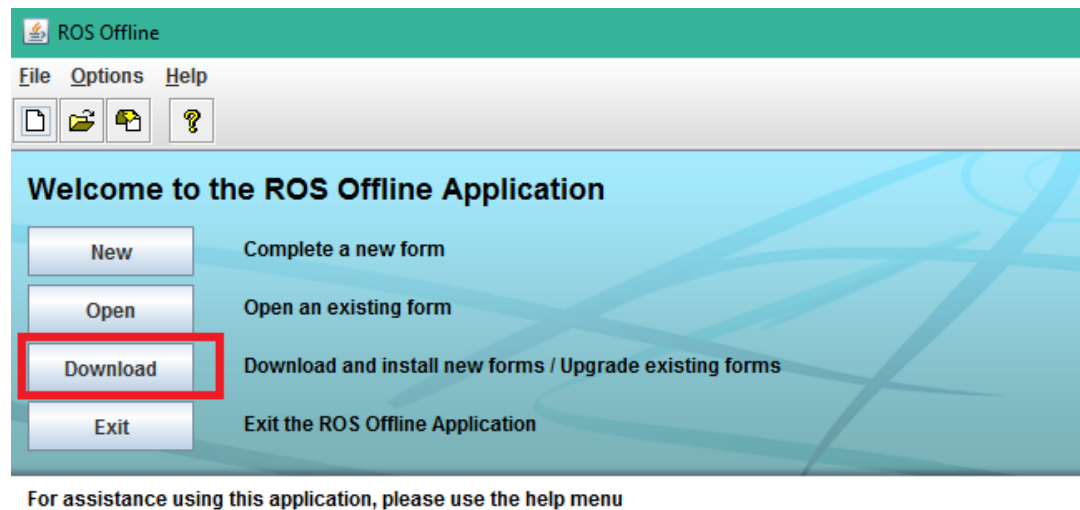 ROS Offline
File Options Help
Welcome to the ROS Offline Application
New Complete a new form
Open Open an existing form
Download Download and install new forms / Upgrade existing forms
Exit Exit the ROS Offline Application
For assistance using this application, please use the help menu